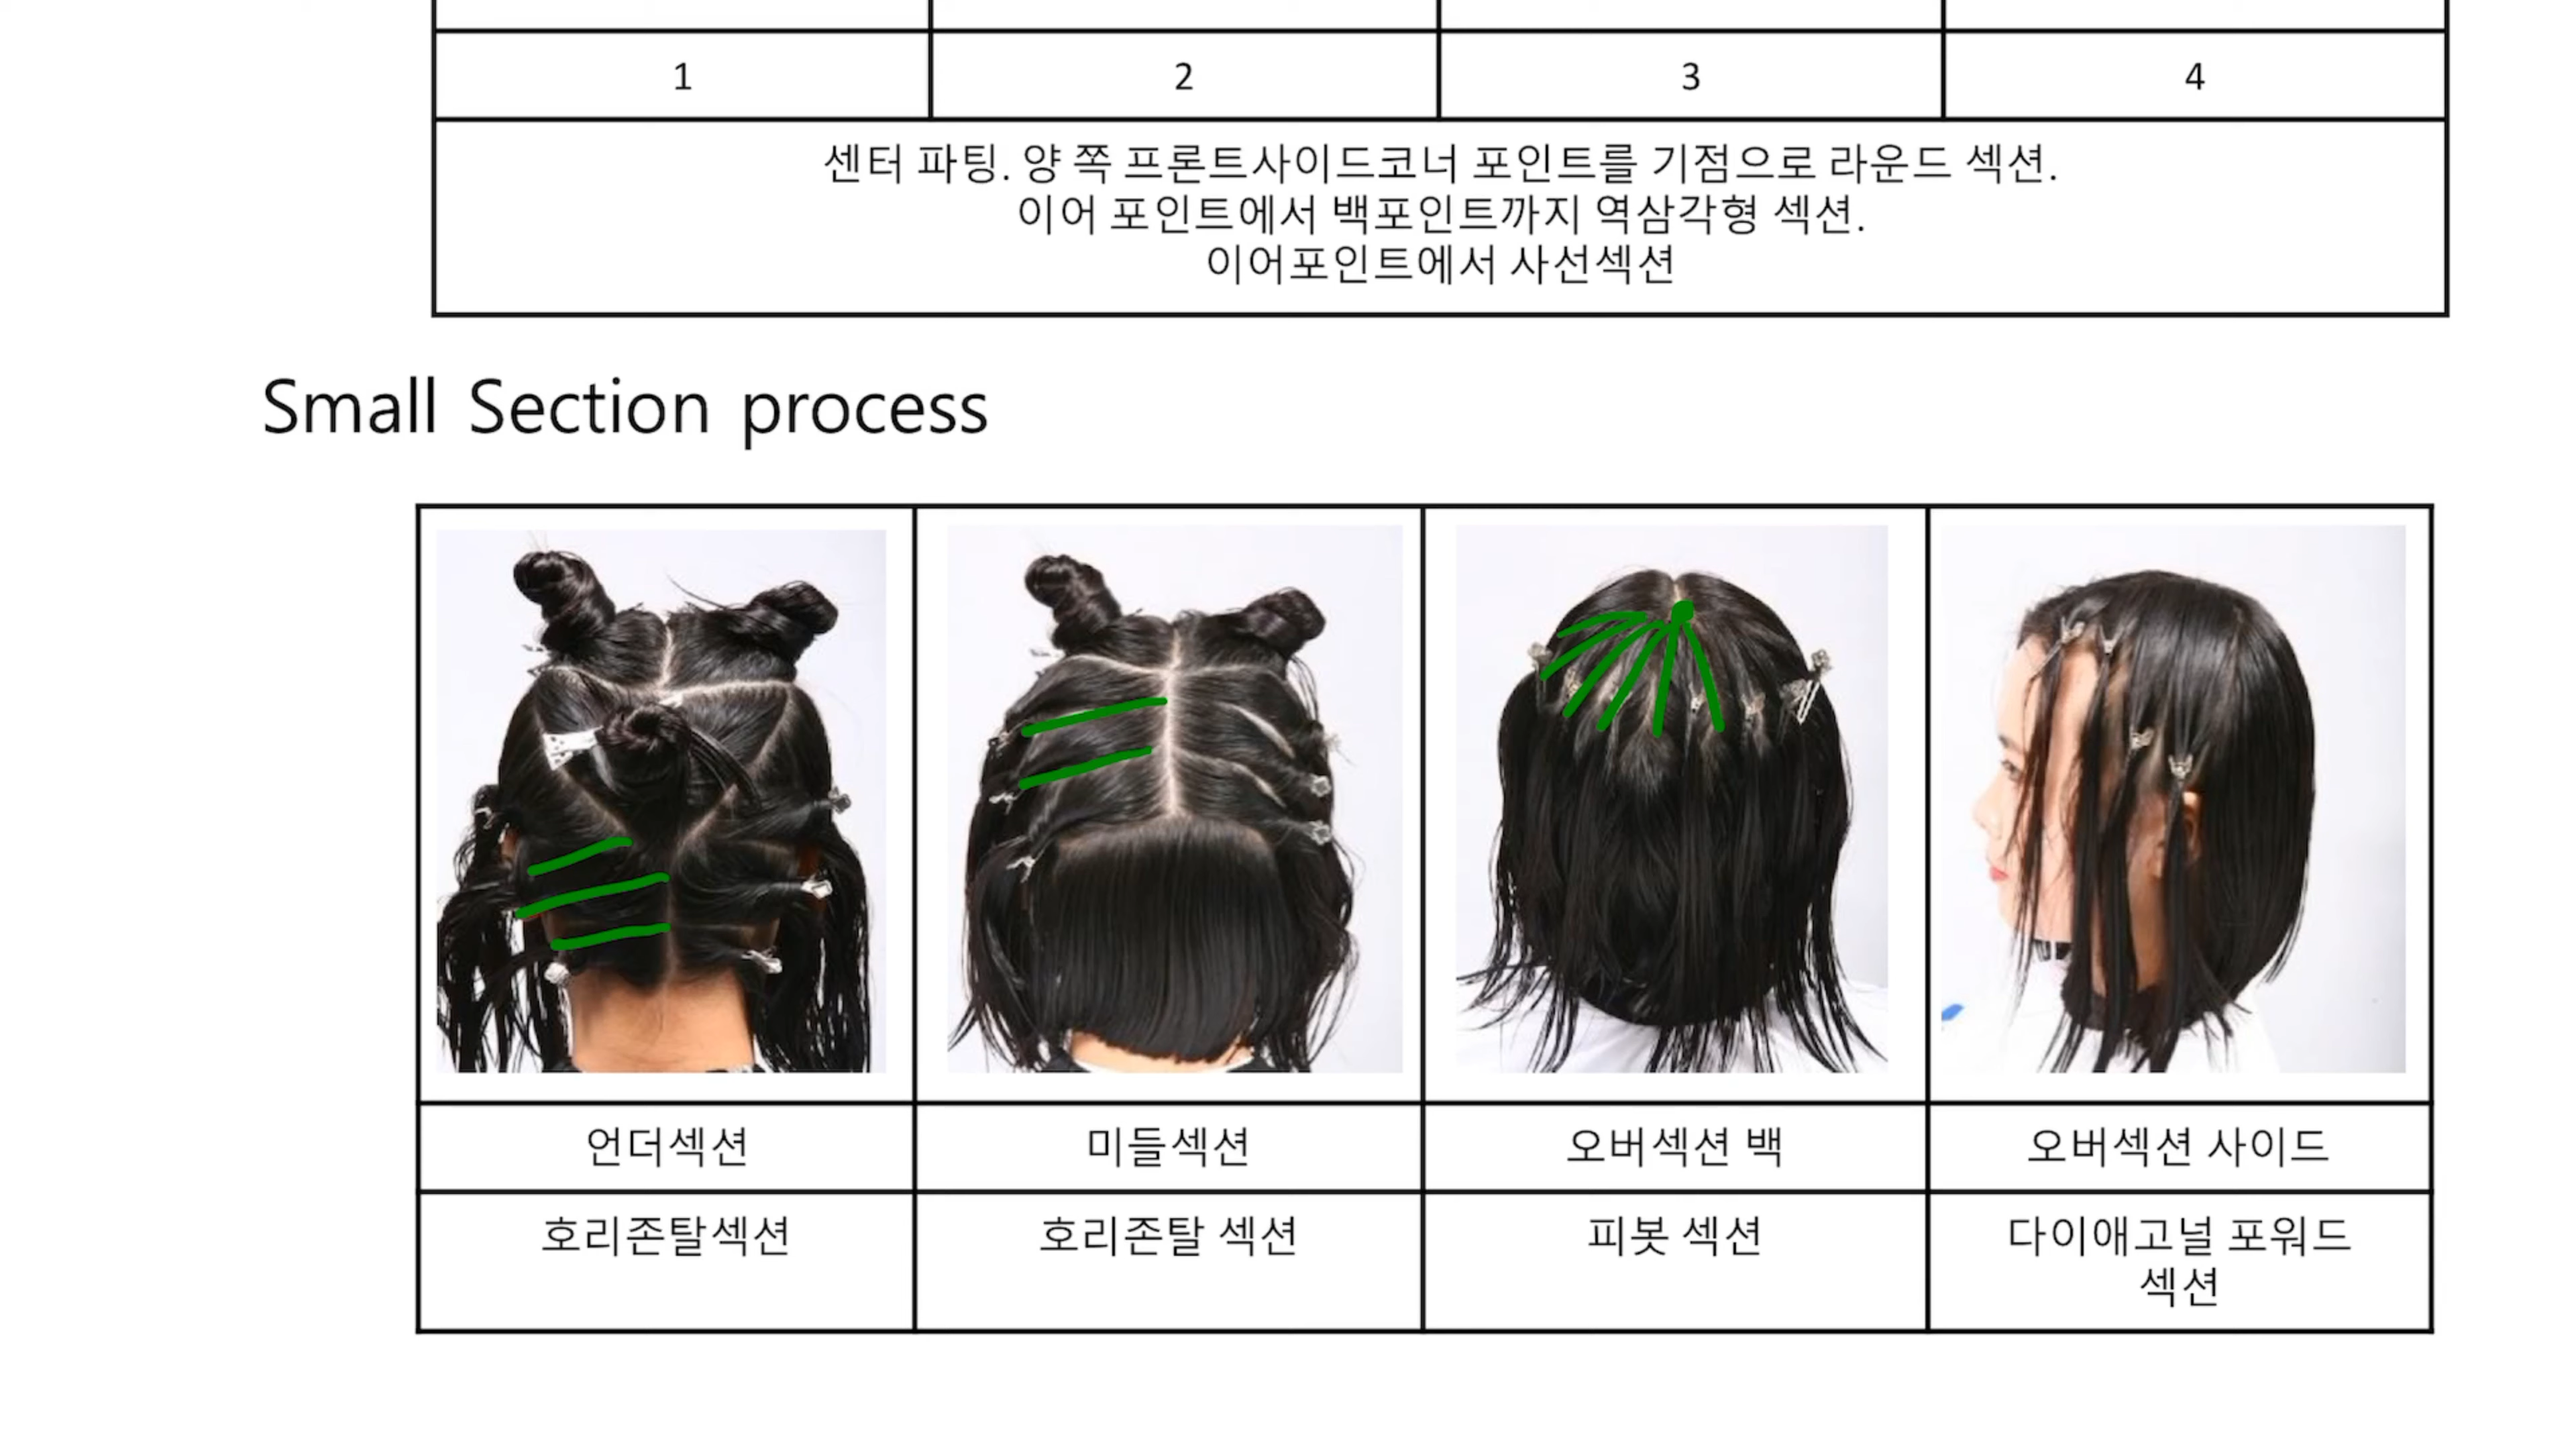 1
2
3
4
센터 파팅. 양 쪽 프론트사이드코너 포인트를 기점으로 라운드 섹션.
이어 포인트에서 백포인트까지 역삼각형 섹션.
이어포인트에서 사선섹션
Small Section process
언더섹션
미들섹션
오버섹션 백
오버섹션 사이드
호리존탈섹션
호리존탈 섹션
피봇 섹션
다이애고널 포워드
섹션